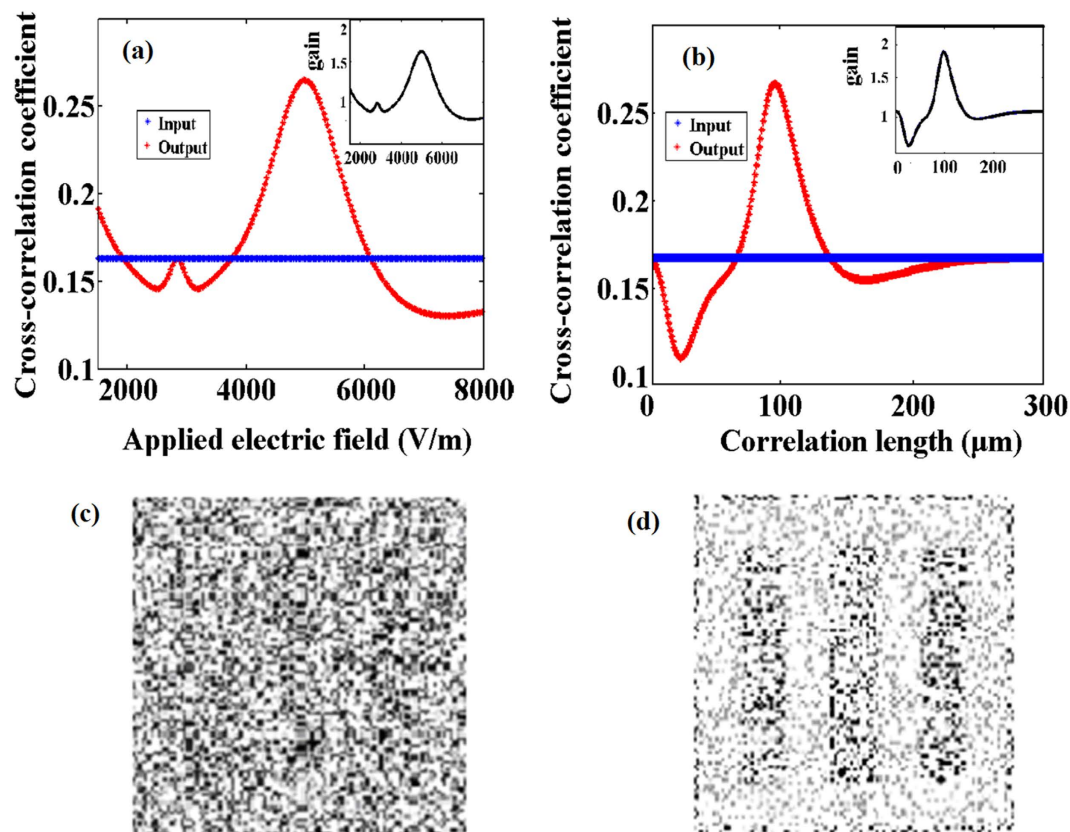 (a)
Cross-correlation coefficient
0.25
0.2
0.15
0.1
2000 4000 6000 8000
Applied electric field (V/m)
Input
Output
gain
2
1.5
1
2000 4000 6000
(b)
Cross-correlation coefficient
0.25
0.2
0.15
0.1
0 100 200 300
Correlation length (µm)
Input
Output
gain
2
1.5
1
0 100 200
(c)
(d)